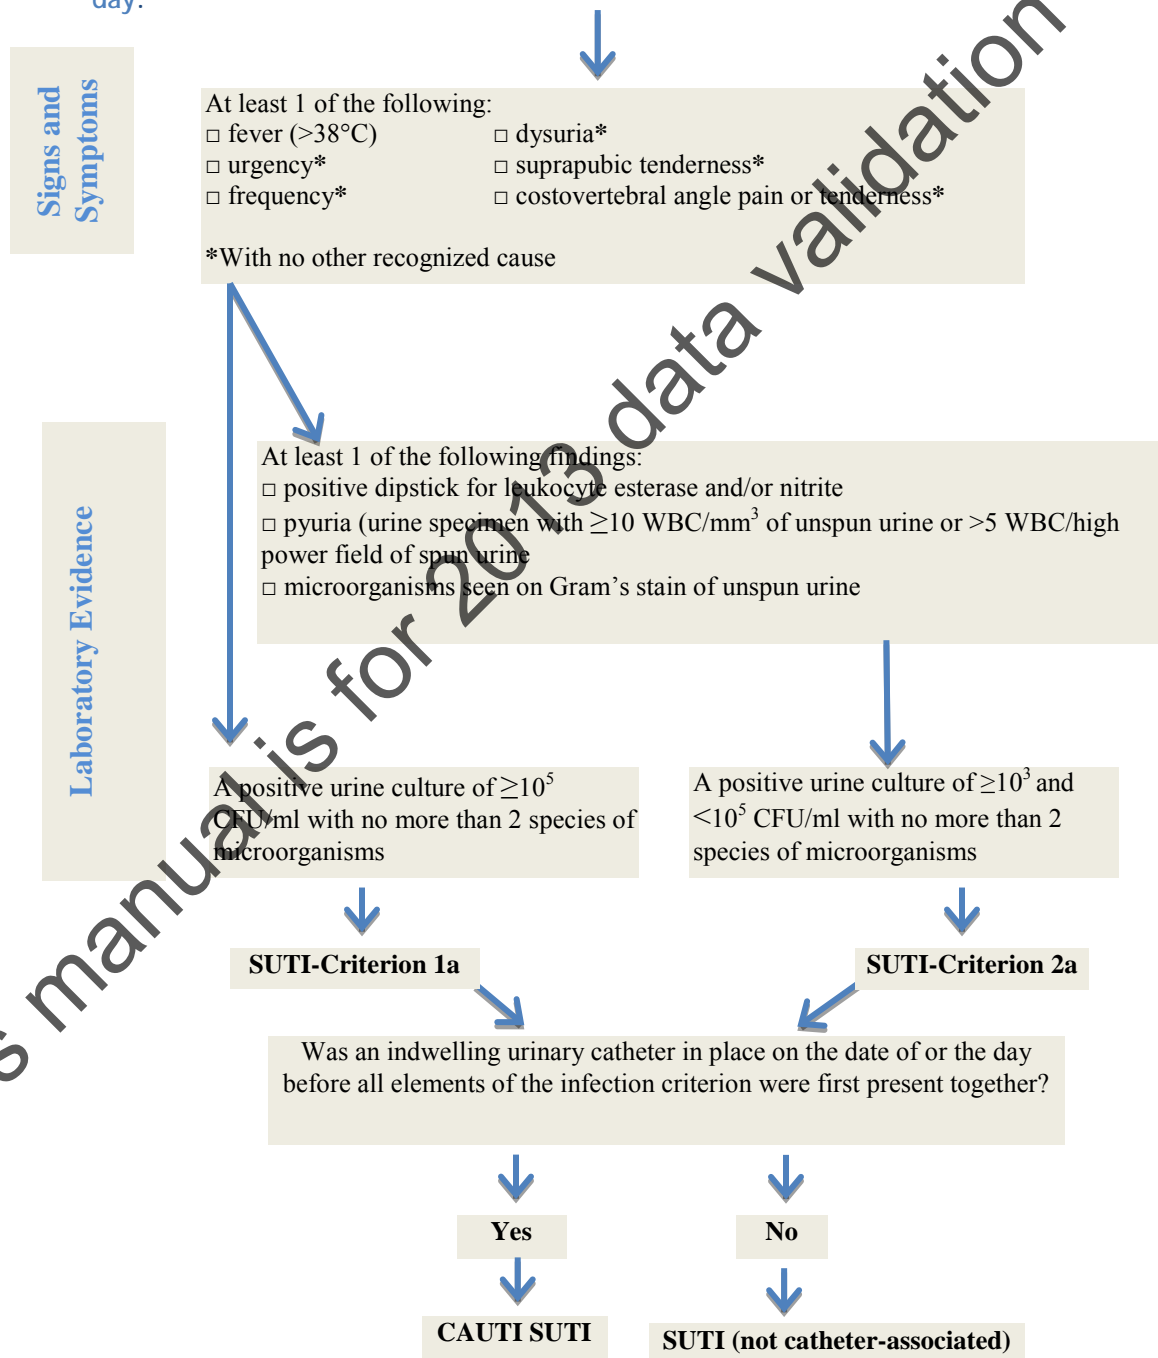 day.
Signs and
Symptoms
At least 1 of the following:
□ fever (>38°C) □ dysuria*
□ urgency* □ suprapubic tenderness*
□ frequency* □ costovertebral angle pain or tenderness*
*With no other recognized cause
Laboratory Evidence
At least 1 of the following findings:
□ positive dipstick for leukocyte esterase and/or nitrite
□ pyuria (urine specimen with ≥10 WBC/mm³ of unspun urine or >5 WBC/high
power field of spun urine
□ microorganisms seen on Gram’s stain of unspun urine
A positive urine culture of ≥10⁵
CFU/ml with no more than 2 species of
microorganisms
A positive urine culture of ≥10³ and
<10⁵ CFU/ml with no more than 2
species of microorganisms
SUTI-Criterion 1a
SUTI-Criterion 2a
Was an indwelling urinary catheter in place on the date of or the day
before all elements of the infection criterion were first present together?
Yes
No
CAUTI SUTI
SUTI (not catheter-associated)
s manual is for 2013 data validation